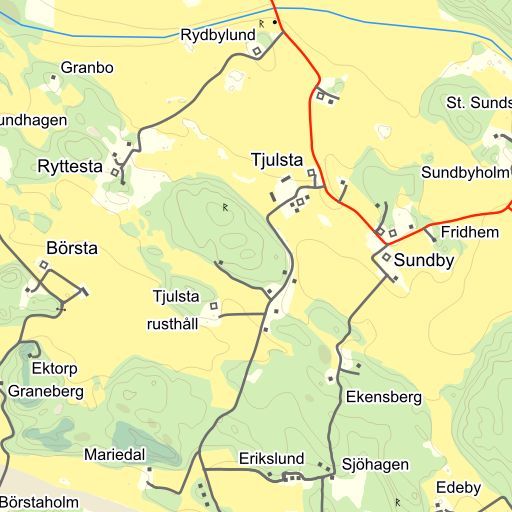 Rydbylund
Granbo
St. Sunds
undhagen
Tjulsta
Ryttesta
Sundbyholm
Fridhem
Börsta
Sundby
Tjulsta
rusthåll
Ektorp
Graneberg
Ekensberg
Mariedal
Erikslund
Sjöhagen
Edeby
Börstaholm